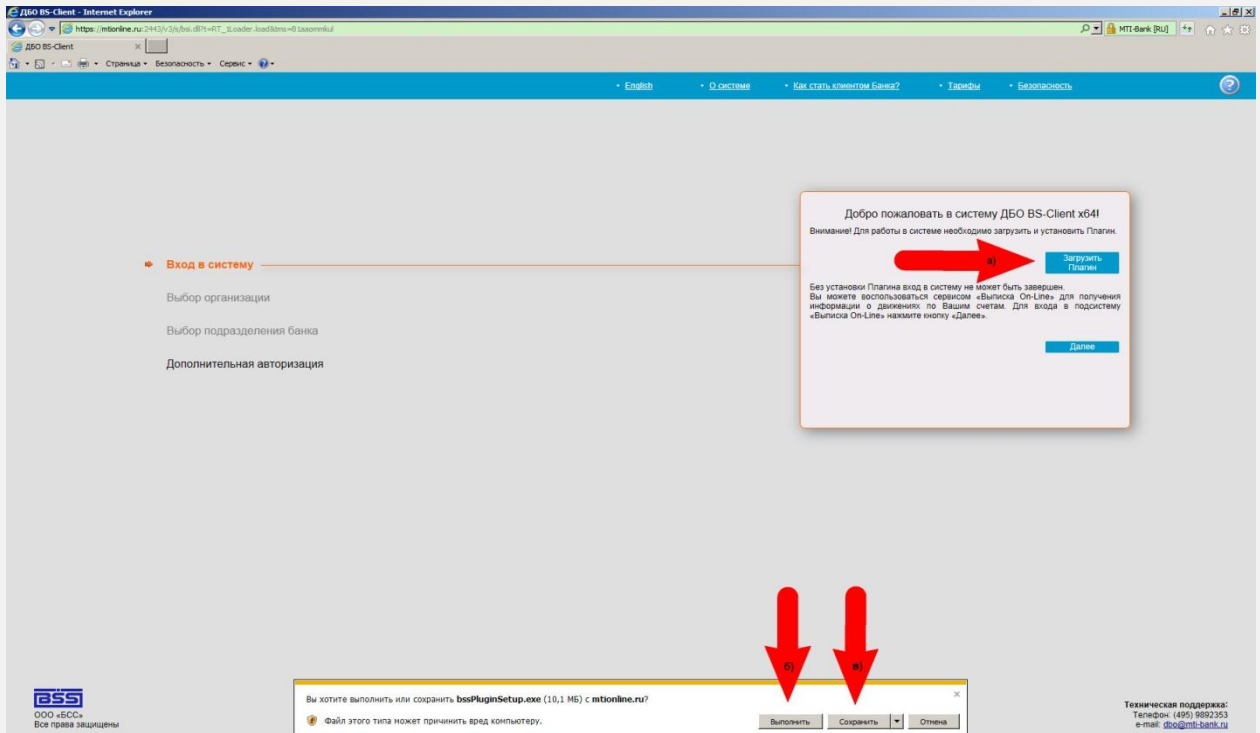 ДБО BS-Client - Internet Explorer
https://mtionline.ru:2443/v3/s/bsi.dll?t=RT_
MTI-Bank [RU]
ДБО BS-Client
Страница Безопасность Сервис
English О системе Как стать клиентом Банка? Тарифы Безопасность
Добро пожаловать в систему ДБО BS-Client x64!
Внимание! Для работы в системе необходимо загрузить и установить Плагин.
а)
Загрузить
Плагин
Без установки Плагина вход в систему не может быть завершен.
Вы можете воспользоваться сервисом «Выписка On-Line» для получения
информации о движениях по Вашим счетам. Для входа в подсистему
«Выписка On-Line» нажмите кнопку «Далее».
Далее
Вход в систему
Выбор организации
Выбор подразделения банка
Дополнительная авторизация
б) в)
Вы хотите выполнить или сохранить bssPluginSetup.exe (10,1 МБ) с mtionline.ru?
Файл этого типа может причинить вред компьютеру.
Выполнить Сохранить Отмена
BSS
ООО «БСС»
Все права защищены
Техническая поддержка:
Телефон: (495) 9892353
e-mail: dbo@mti-bank.ru